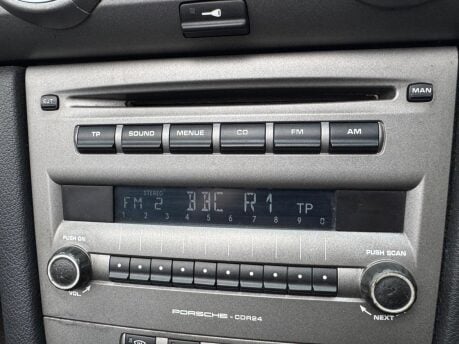 PORSCHE
MAN
TP SOUND MENUE CD FM AM
STEREO
FM 2 BBC R1 TP
1 2 3 4 5 6 7 8 9 0
PUSH ON PUSH SCAN
VOL. NEXT
PORSCHE-CDR24